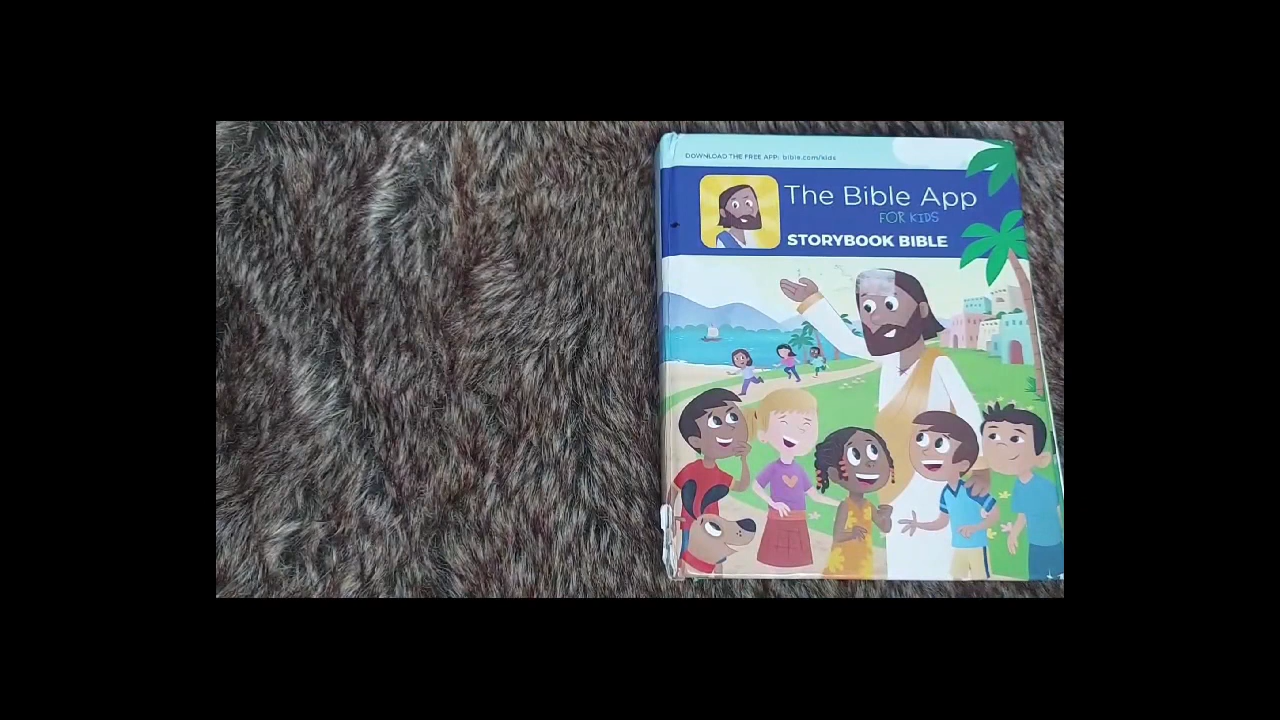 DOWNLOAD THE FREE APP: bible.com/kids
The Bible App
FOR KIDS
STORYBOOK BIBLE